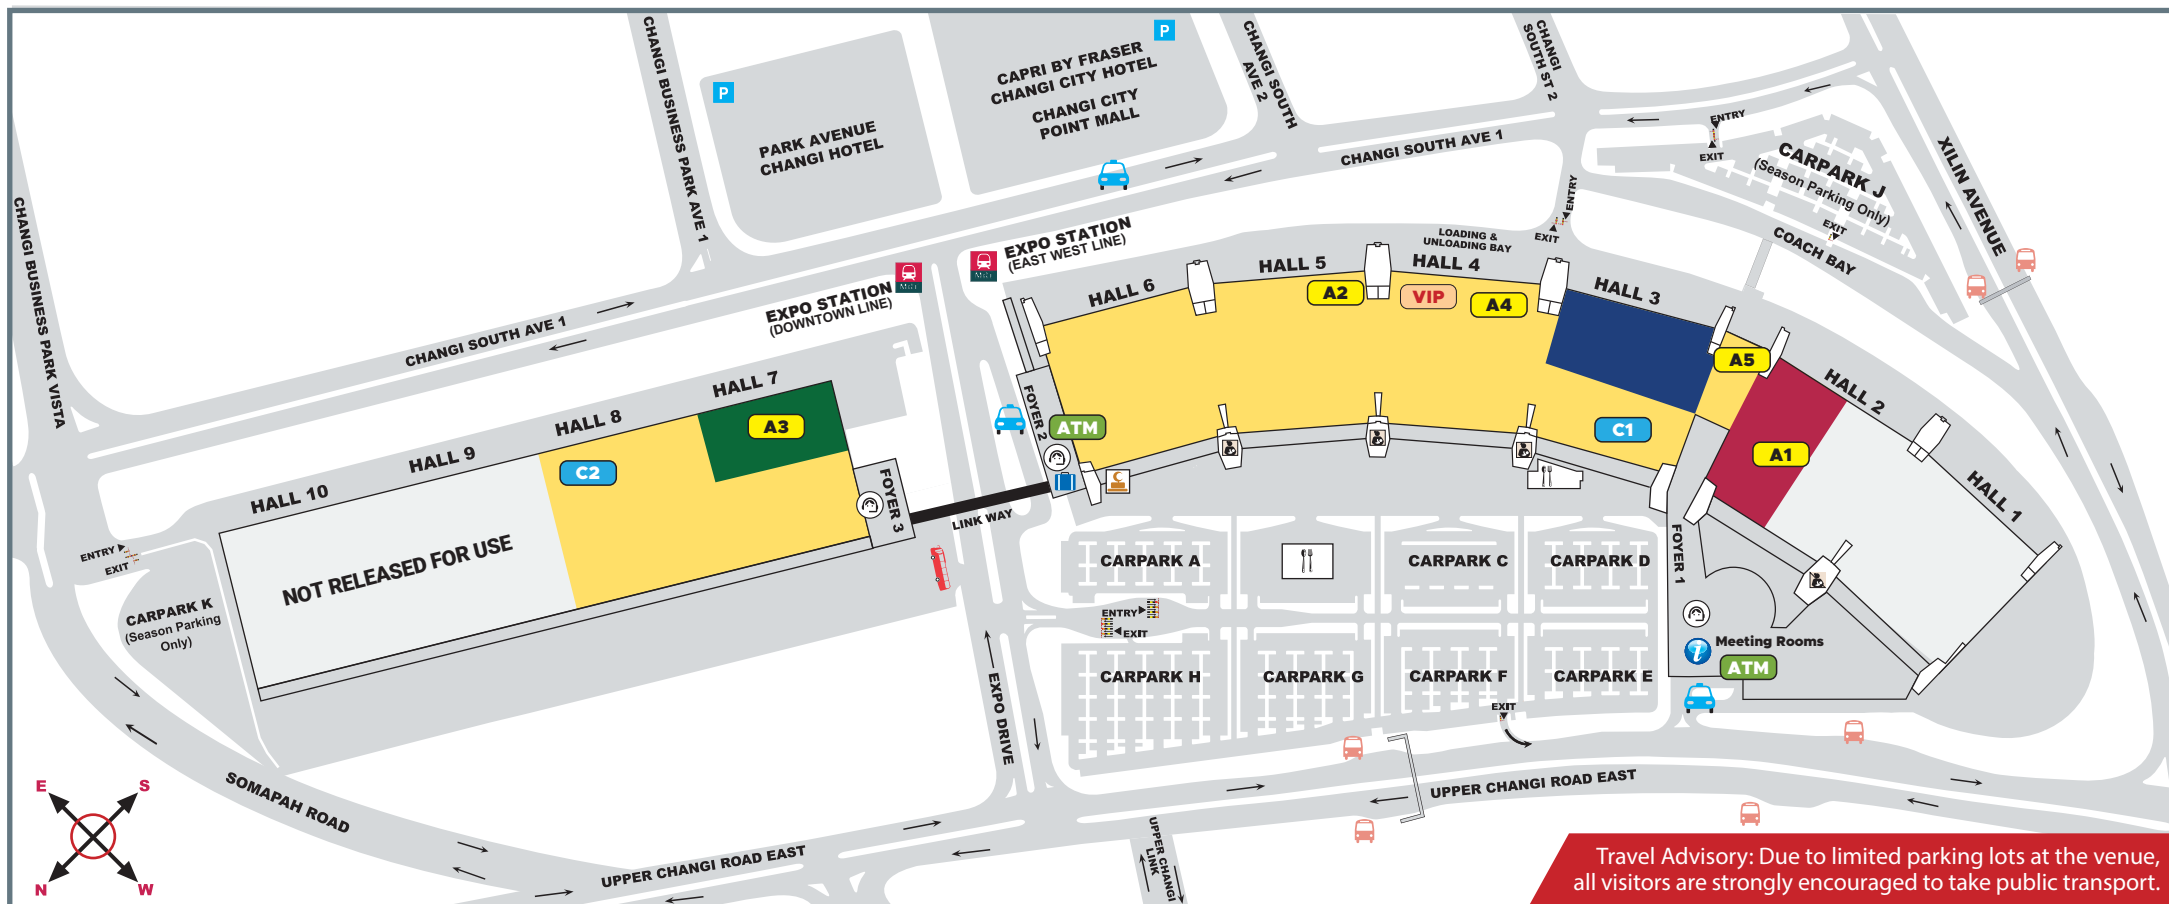 CHANGI BUSINESS PARK AVE 1
P
PARK AVENUE
CHANGI HOTEL
P
CAPRI BY FRASER
CHANGI CITY HOTEL
CHANGI CITY
POINT MALL
CHANGI SOUTH
AVE 2
CHANGI
SOUTH ST 2
CHANGI SOUTH AVE 1
ENTRY
EXIT
CARPARK J
(Season Parking Only)
EXIT
XILIN AVENUE
COACH BAY
ENTRY
EXIT
LOADING &
UNLOADING BAY
EXPO STATION
(EAST WEST LINE)
EXPO STATION
(DOWNTOWN LINE)
CHANGI SOUTH AVE 1
CHANGI BUSINESS PARK VISTA
HALL 6
HALL 5
HALL 4
HALL 3
HALL 2
HALL 1
A2
VIP
A4
A5
A1
C1
FOYER 2
ATM
HALL 10
HALL 9
HALL 8
HALL 7
A3
C2
NOT RELEASED FOR USE
FOYER 3
LINK WAY
ENTRY
EXIT
CARPARK K
(Season Parking
Only)
CARPARK A
CARPARK C
CARPARK D
ENTRY
EXIT
CARPARK H
CARPARK G
CARPARK F
CARPARK E
EXIT
FOYER 1
i
Meeting Rooms
ATM
EXPO DRIVE
SOMAPAH ROAD
UPPER CHANGI ROAD EAST
UPPER CHANGI ROAD EAST
UPPER CHANGI
LINK
E
S
N
W
Travel Advisory: Due to limited parking lots at the venue,
all visitors are strongly encouraged to take public transport.